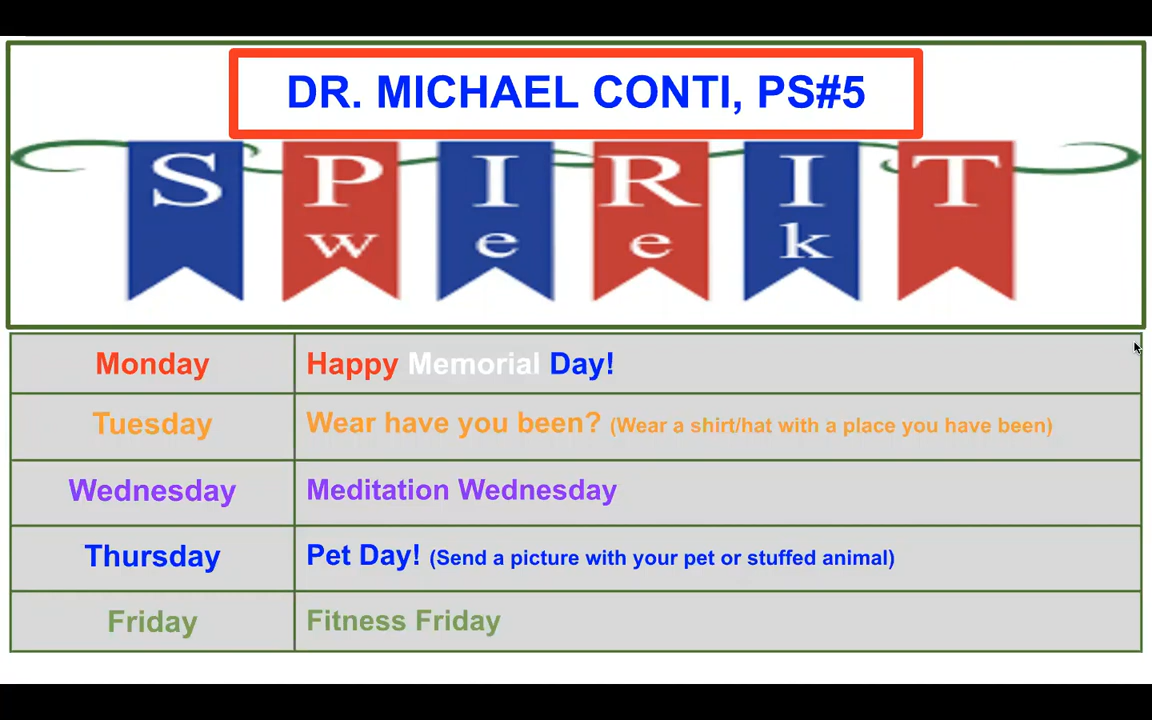 DR. MICHAEL CONTI, PS#5
SPIRIT
week
Monday Happy Memorial Day!
Tuesday Wear have you been? (Wear a shirt/hat with a place you have been)
Wednesday Meditation Wednesday
Thursday Pet Day! (Send a picture with your pet or stuffed animal)
Friday Fitness Friday